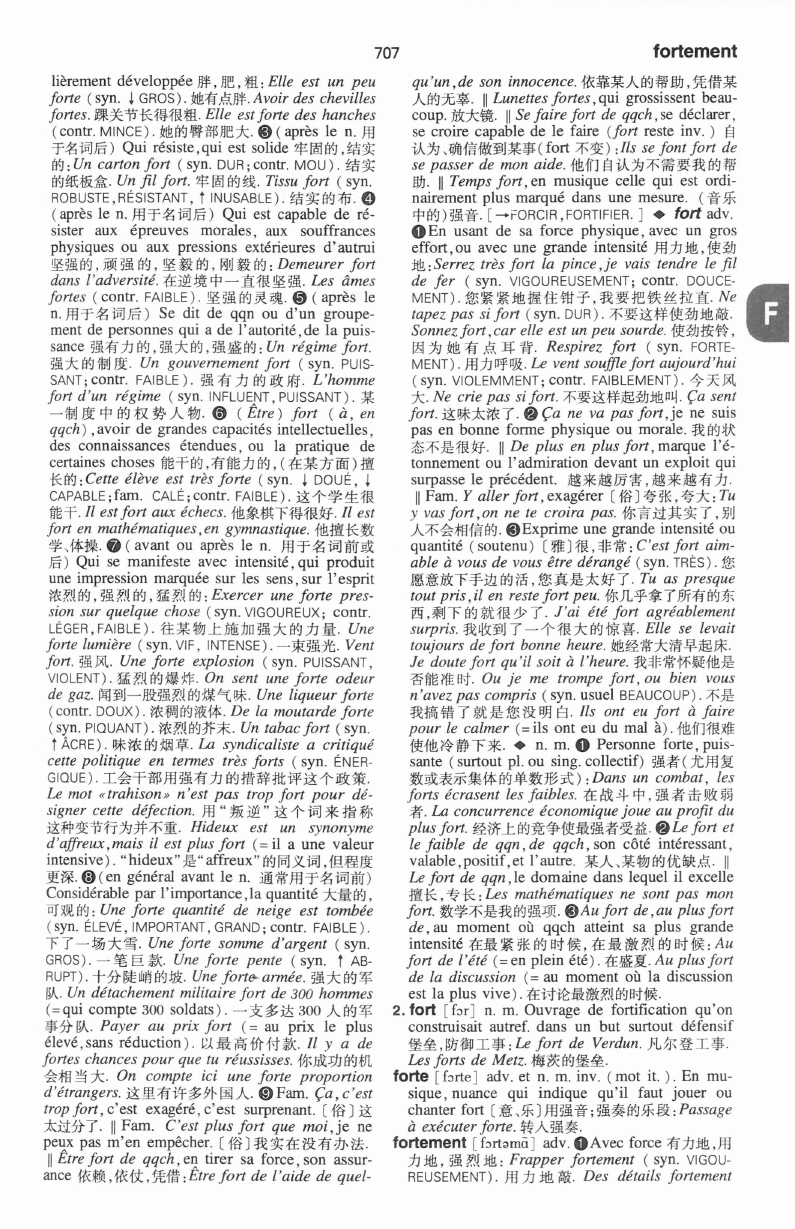 707
fortement
lièrement développée 胖,肥,粗:Elle est un peu
forte (syn. ↓ GROS). 她有点胖. Avoir des chevilles
fortes. 踝关节长得很粗. Elle est forte des hanches
(contr. MINCE). 她的臀部肥大. ❸ (après le n. 用
于名词后) Qui résiste,qui est solide 牢固的,结实
的:Un carton fort (syn. DUR;contr. MOU). 结实
的纸板盒. Un fil fort. 牢固的线. Tissu fort (syn.
ROBUSTE,RÉSISTANT, ↑ INUSABLE). 结实的布. ❹
(après le n. 用于名词后) Qui est capable de ré-
sister aux épreuves morales, aux souffrances
physiques ou aux pressions extérieures d'autrui
坚强的,顽强的,坚毅的,刚毅的:Demeurer fort
dans l'adversité. 在逆境中一直很坚强. Les âmes
fortes (contr. FAIBLE). 坚强的灵魂. ❺ (après le
n. 用于名词后) Se dit de qqn ou d'un groupe-
ment de personnes qui a de l'autorité,de la puis-
sance 强有力的,强大的,强盛的:Un régime fort.
强大的制度. Un gouvernement fort (syn. PUIS-
SANT;contr. FAIBLE). 强有力的政府. L'homme
fort d'un régime (syn. INFLUENT,PUISSANT). 某
一制度中的权势人物. ❻ (Être) fort (à, en
qqch),avoir de grandes capacités intellectuelles,
des connaissances étendues, ou la pratique de
certaines choses 能干的,有能力的,(在某方面)擅
长的:Cette élève est très forte (syn. ↓ DOUÉ, ↓
CAPABLE;fam. CALÉ;contr. FAIBLE). 这个学生很
能干. Il est fort aux échecs. 他象棋下得很好. Il est
fort en mathématiques,en gymnastique. 他擅长数
学、体操. ❼ (avant ou après le n. 用于名词前或
后) Qui se manifeste avec intensité,qui produit
une impression marquée sur les sens,sur l'esprit
浓烈的,强烈的,猛烈的:Exercer une forte pres-
sion sur quelque chose (syn. VIGOUREUX; contr.
LÉGER,FAIBLE). 往某物上施加强大的力量. Une
forte lumière (syn. VIF, INTENSE). 一束强光. Vent
fort. 强风. Une forte explosion (syn. PUISSANT,
VIOLENT). 猛烈的爆炸. On sent une forte odeur
de gaz. 闻到一股强烈的煤气味. Une liqueur forte
(contr. DOUX). 浓稠的液体. De la moutarde forte
(syn. PIQUANT). 浓烈的芥末. Un tabac fort (syn.
↑ ÂCRE). 味浓的烟草. La syndicaliste a critiqué
cette politique en termes très forts (syn. ÉNER-
GIQUE). 工会干部用强有力的措辞批评这个政策.
Le mot «trahison» n'est pas trop fort pour dé-
signer cette défection. 用“叛逆”这个词来指称
这种变节行为并不重. Hideux est un synonyme
d'affreux,mais il est plus fort (= il a une valeur
intensive). “hideux”是“affreux”的同义词,但程度
更深. ❽ (en général avant le n. 通常用于名词前)
Considérable par l'importance,la quantité 大量的,
可观的:Une forte quantité de neige est tombée
(syn. ÉLEVÉ, IMPORTANT, GRAND; contr. FAIBLE).
下了一场大雪. Une forte somme d'argent (syn.
GROS). 一笔巨款. Une forte pente (syn. ↑ AB-
RUPT). 十分陡峭的坡. Une forte armée. 强大的军
队. Un détachement militaire fort de 300 hommes
(=qui compte 300 soldats). 一支多达 300 人的军
事分队. Payer au prix fort (= au prix le plus
élevé,sans réduction). 以最高价付款. Il y a de
fortes chances pour que tu réussisses. 你成功的机
会相当大. On compte ici une forte proportion
d'étrangers. 这里有许多外国人. ❾ Fam. Ça, c'est
trop fort,c'est exagéré,c'est surprenant. [俗]这
太过分了. ‖ Fam. C'est plus fort que moi,je ne
peux pas m'en empêcher. [俗]我实在没有办法.
‖ Être fort de qqch,en tirer sa force,son assur-
ance 依赖,依仗,凭借:Être fort de l'aide de quel-
qu'un,de son innocence. 依靠某人的帮助,凭借某
人的无辜. ‖ Lunettes fortes,qui grossissent beau-
coup. 放大镜. ‖ Se faire fort de qqch,se déclarer,
se croire capable de le faire (fort reste inv.) 自
认为、确信做到某事(fort 不变):Ils se font fort de
se passer de mon aide. 他们自认为不需要我的帮
助. ‖ Temps fort,en musique celle qui est ordi-
nairement plus marqué dans une mesure. (音乐
中的)强音. [→FORCIR,FORTIFIER. ] ◆ fort adv.
❶ En usant de sa force physique,avec un gros
effort,ou avec une grande intensité 用力地,使劲
地:Serrez très fort la pince,je vais tendre le fil
de fer (syn. VIGOUREUSEMENT; contr. DOUCE-
MENT). 您紧紧地握住钳子,我要把铁丝拉直. Ne
tapez pas si fort (syn. DUR). 不要这样使劲地敲.
Sonnez fort,car elle est un peu sourde. 使劲按铃,
因为她有点耳背. Respirez fort (syn. FORTE-
MENT). 用力呼吸. Le vent souffle fort aujourd'hui
(syn. VIOLEMMENT; contr. FAIBLEMENT). 今天风
大. Ne crie pas si fort. 不要这样起劲地叫. Ça sent
fort. 这味太浓了. ❷ Ça ne va pas fort,je ne suis
pas en bonne forme physique ou morale. 我的状
态不是很好. ‖ De plus en plus fort,marque l'é-
tonnement ou l'admiration devant un exploit qui
surpasse le précédent. 越来越厉害,越来越有力.
‖ Fam. Y aller fort,exagérer [俗]夸张,夸大:Tu
y vas fort,on ne te croira pas. 你言过其实了,别
人不会相信的. ❸ Exprime une grande intensité ou
quantité (soutenu) [雅]很,非常:C'est fort aim-
able à vous de vous être dérangé (syn. TRÈS). 您
愿意放下手边的活,您真是太好了. Tu as presque
tout pris,il en reste fort peu. 你几乎拿了所有的东
西,剩下的就很少了. J'ai été fort agréablement
surpris. 我收到了一个很大的惊喜. Elle se levait
toujours de fort bonne heure. 她经常大清早起床.
Je doute fort qu'il soit à l'heure. 我非常怀疑他是
否能准时. Ou je me trompe fort,ou bien vous
n'avez pas compris (syn. usuel BEAUCOUP). 不是
我搞错了就是您没明白. Ils ont eu fort à faire
pour le calmer (=ils ont eu du mal à). 他们很难
使他冷静下来. ◆ n. m. ❶ Personne forte,puis-
sante (surtout pl. ou sing. collectif) 强者(尤用复
数或表示集体的单数形式):Dans un combat, les
forts écrasent les faibles. 在战斗中,强者击败弱
者. La concurrence économique joue au profit du
plus fort. 经济上的竞争使最强者受益. ❷ Le fort et
le faible de qqn,de qqch,son côté intéressant,
valable,positif,et l'autre. 某人、某物的优缺点. ‖
Le fort de qqn,le domaine dans lequel il excelle
擅长,专长:Les mathématiques ne sont pas mon
fort. 数学不是我的强项. ❸ Au fort de,au plus fort
de,au moment où qqch atteint sa plus grande
intensité 在最紧张的时候,在最激烈的时候:Au
fort de l'été (=en plein été). 在盛夏. Au plus fort
de la discussion (= au moment où la discussion
est la plus vive). 在讨论最激烈的时候.
2. fort [fɔr] n. m. Ouvrage de fortification qu'on
construisait autref. dans un but surtout défensif
堡垒,防御工事:Le fort de Verdun. 凡尔登工事.
Les forts de Metz. 梅茨的堡垒.
forte [fɔrte] adv. et n. m. inv. (mot it.). En mu-
sique, nuance qui indique qu'il faut jouer ou
chanter fort [意、乐]用强音;强奏的乐段:Passage
à exécuter forte. 转入强奏.
fortement [fɔrtəmɑ̃] adv. ❶ Avec force 有力地,用
力地,强烈地:Frapper fortement (syn. VIGOU-
REUSEMENT). 用力地敲. Des détails fortement
F